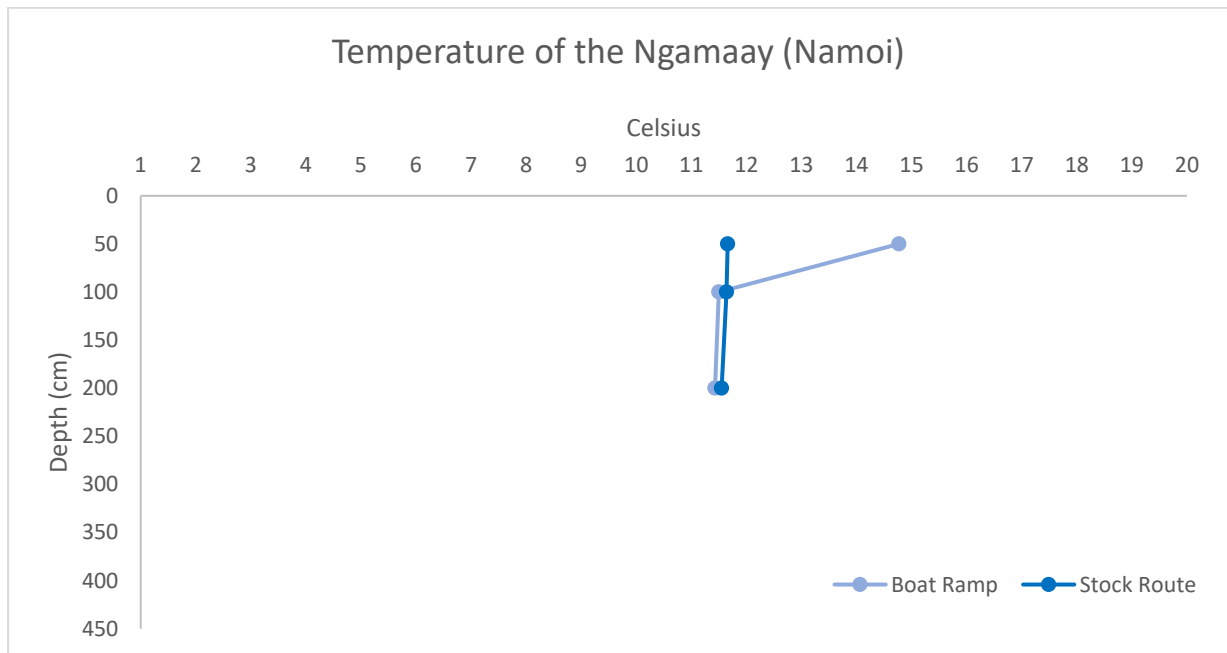 Temperature of the Ngamaay (Namoi)
Celsius
1 2 3 4 5 6 7 8 9 10 11 12 13 14 15 16 17 18 19 20
0
50
100
150
200
250
300
350
400
450
Depth (cm)
Boat Ramp Stock Route